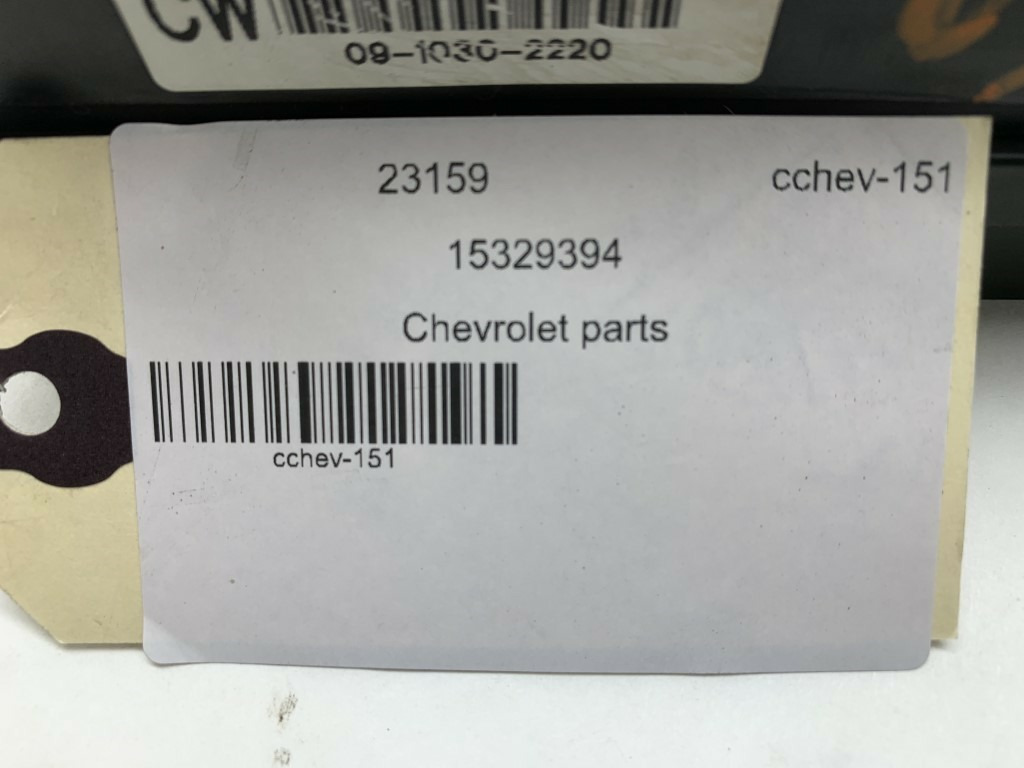 CW
09-1030-2220
23159 cchev-151
15329394
Chevrolet parts
cchev-151